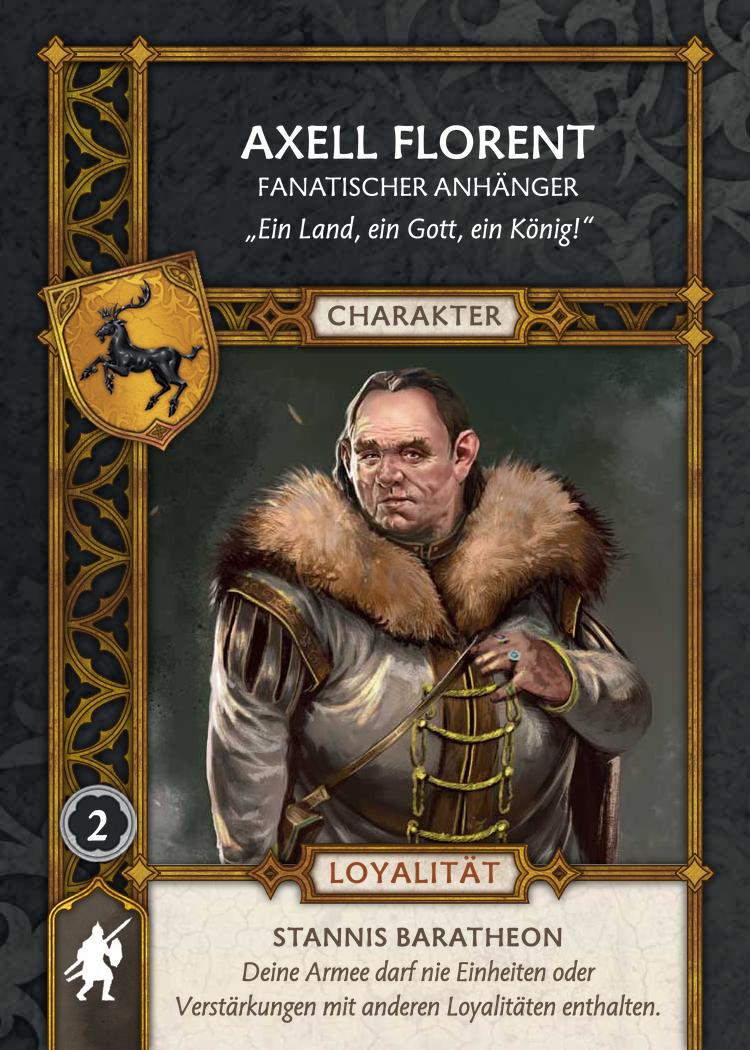 AXELL FLORENT
FANATISCHER ANHÄNGER
„Ein Land, ein Gott, ein König!“
CHARAKTER
2
LOYALITÄT
STANNIS BARATHEON
Deine Armee darf nie Einheiten oder
Verstärkungen mit anderen Loyalitäten enthalten.